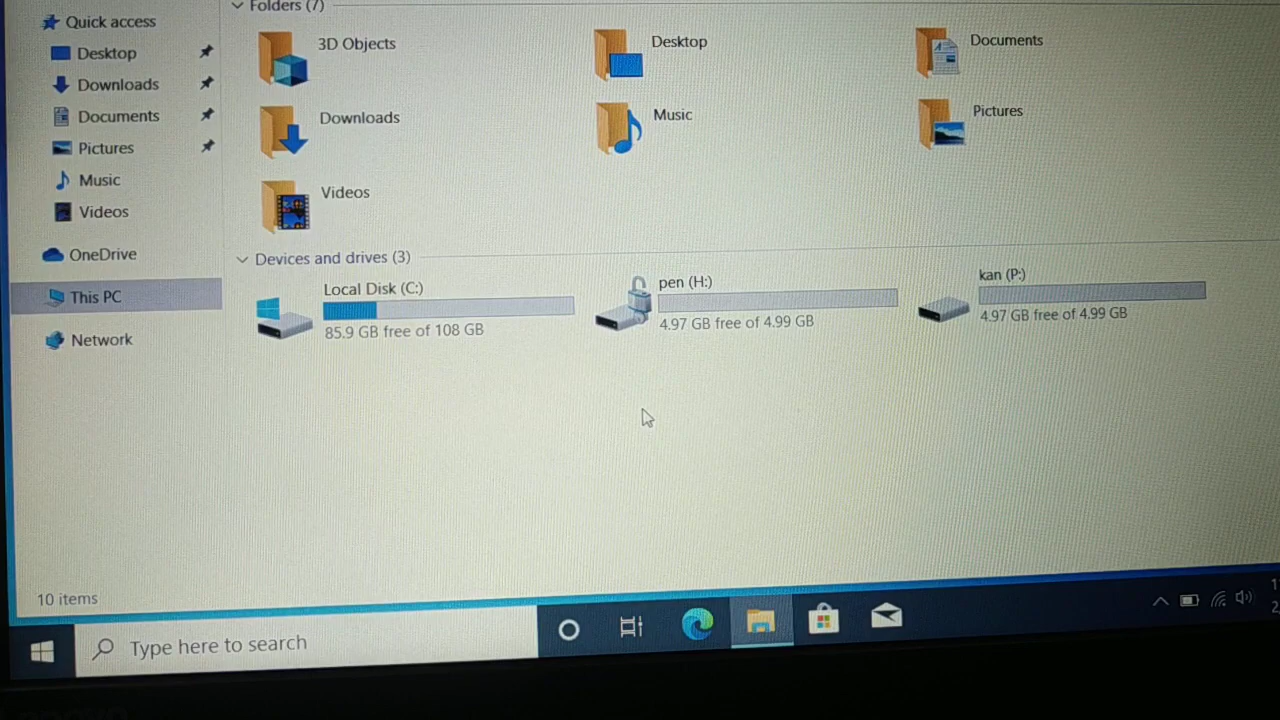 Folders (7)
Quick access
Desktop
Downloads
Documents
Pictures
Music
Videos
OneDrive
This PC
Network
3D Objects
Desktop
Documents
Downloads
Music
Pictures
Videos
Devices and drives (3)
Local Disk (C:)
85.9 GB free of 108 GB
pen (H:)
4.97 GB free of 4.99 GB
kan (P:)
4.97 GB free of 4.99 GB
10 items
Type here to search